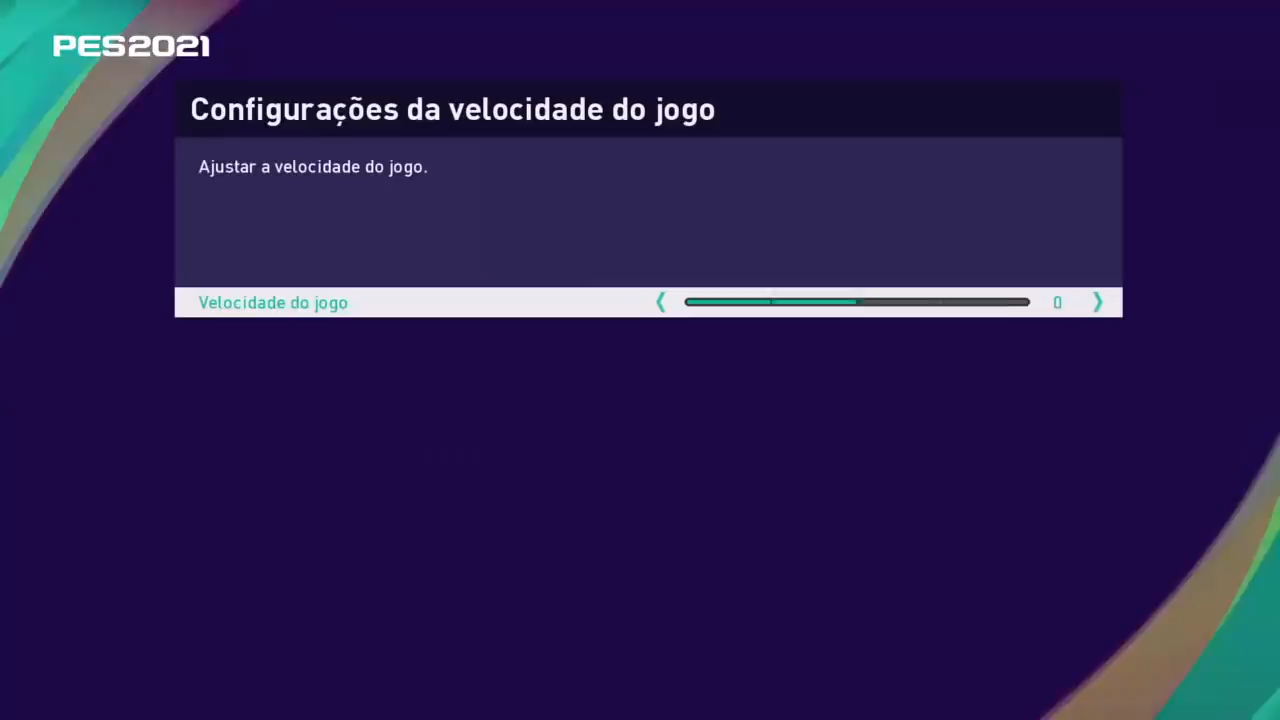 PES2021
Configurações da velocidade do jogo
Ajustar a velocidade do jogo.
Velocidade do jogo 0